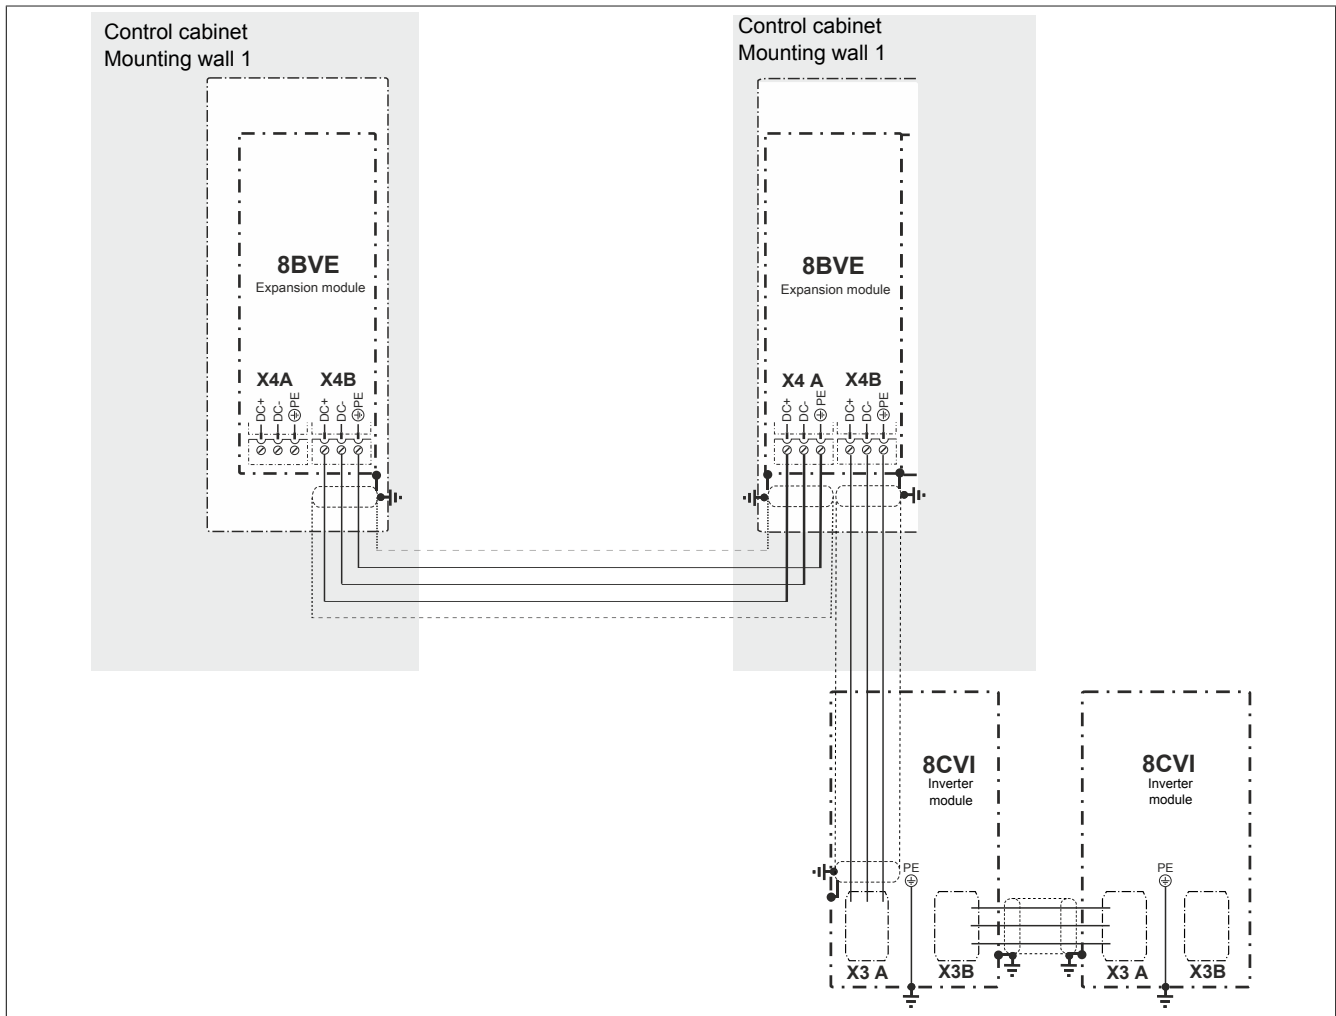 Control cabinet
Mounting wall 1
Control cabinet
Mounting wall 1
8BVE
Expansion module
X4A X4B
DC+ DC- PE DC+ DC- PE
8BVE
Expansion module
X4 A X4B
DC+ DC- PE DC+ DC- PE
8CVI
Inverter
module
PE
X3 A X3B
8CVI
Inverter
module
PE
X3 A X3B